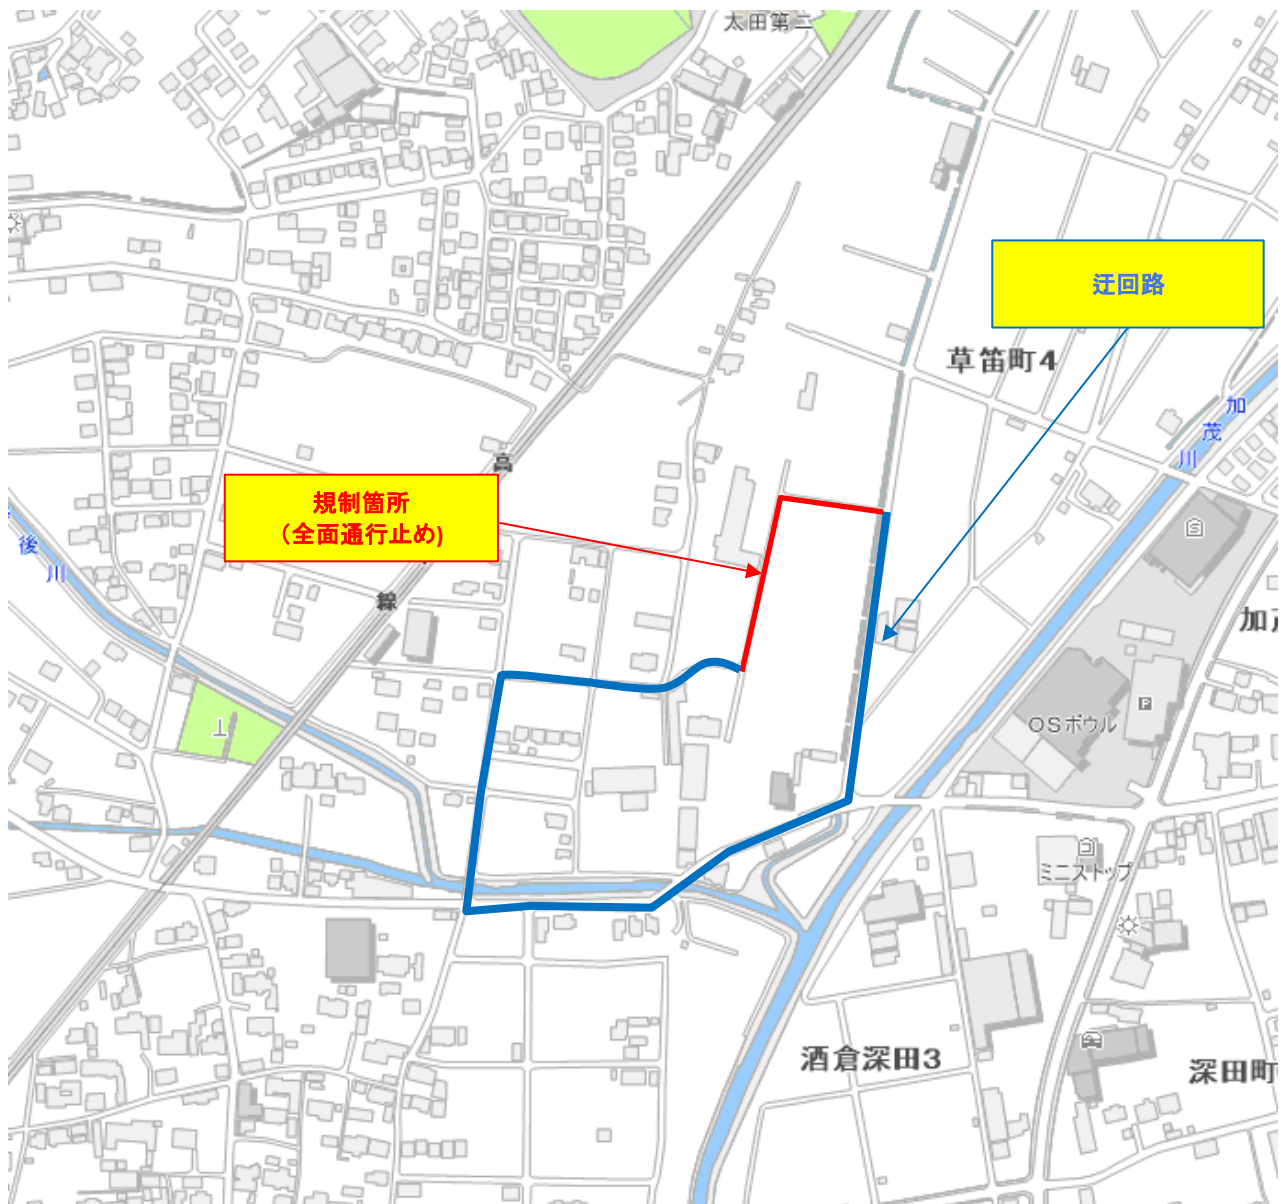 太田第二
迂回路
草笛町4
加茂川
高
規制箇所
（全面通行止め)
後川
線
加
OSボウル
ミニストップ
酒倉深田3
深田町